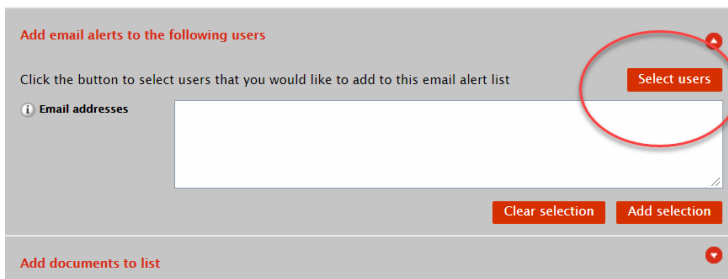 Add email alerts to the following users
Click the button to select users that you would like to add to this email alert list
Select users
i Email addresses
Clear selection
Add selection
Add documents to list